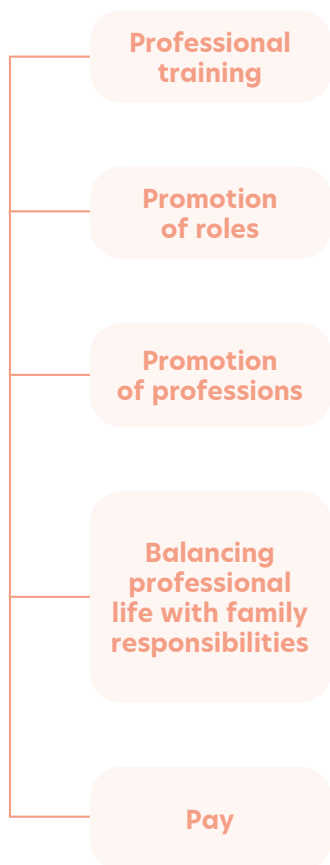 Professional
training
Promotion
of roles
Promotion
of professions
Balancing
professional
life with family
responsibilities
Pay